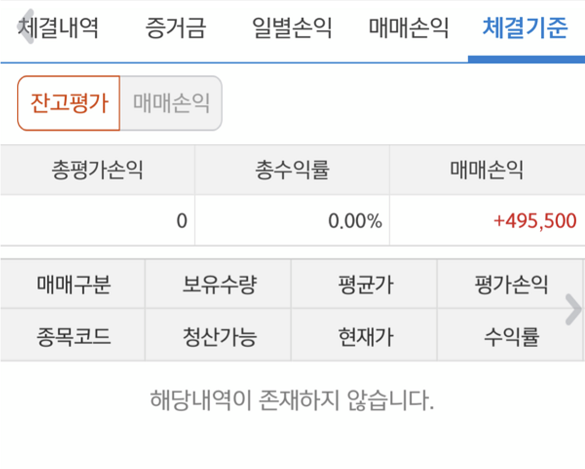 체결내역 증거금 일별손익 매매손익 체결기준
잔고평가 매매손익
총평가손익 총수익률 매매손익
0 0.00% +495,500
매매구분 보유수량 평균가 평가손익
종목코드 청산가능 현재가 수익률
해당내역이 존재하지 않습니다.